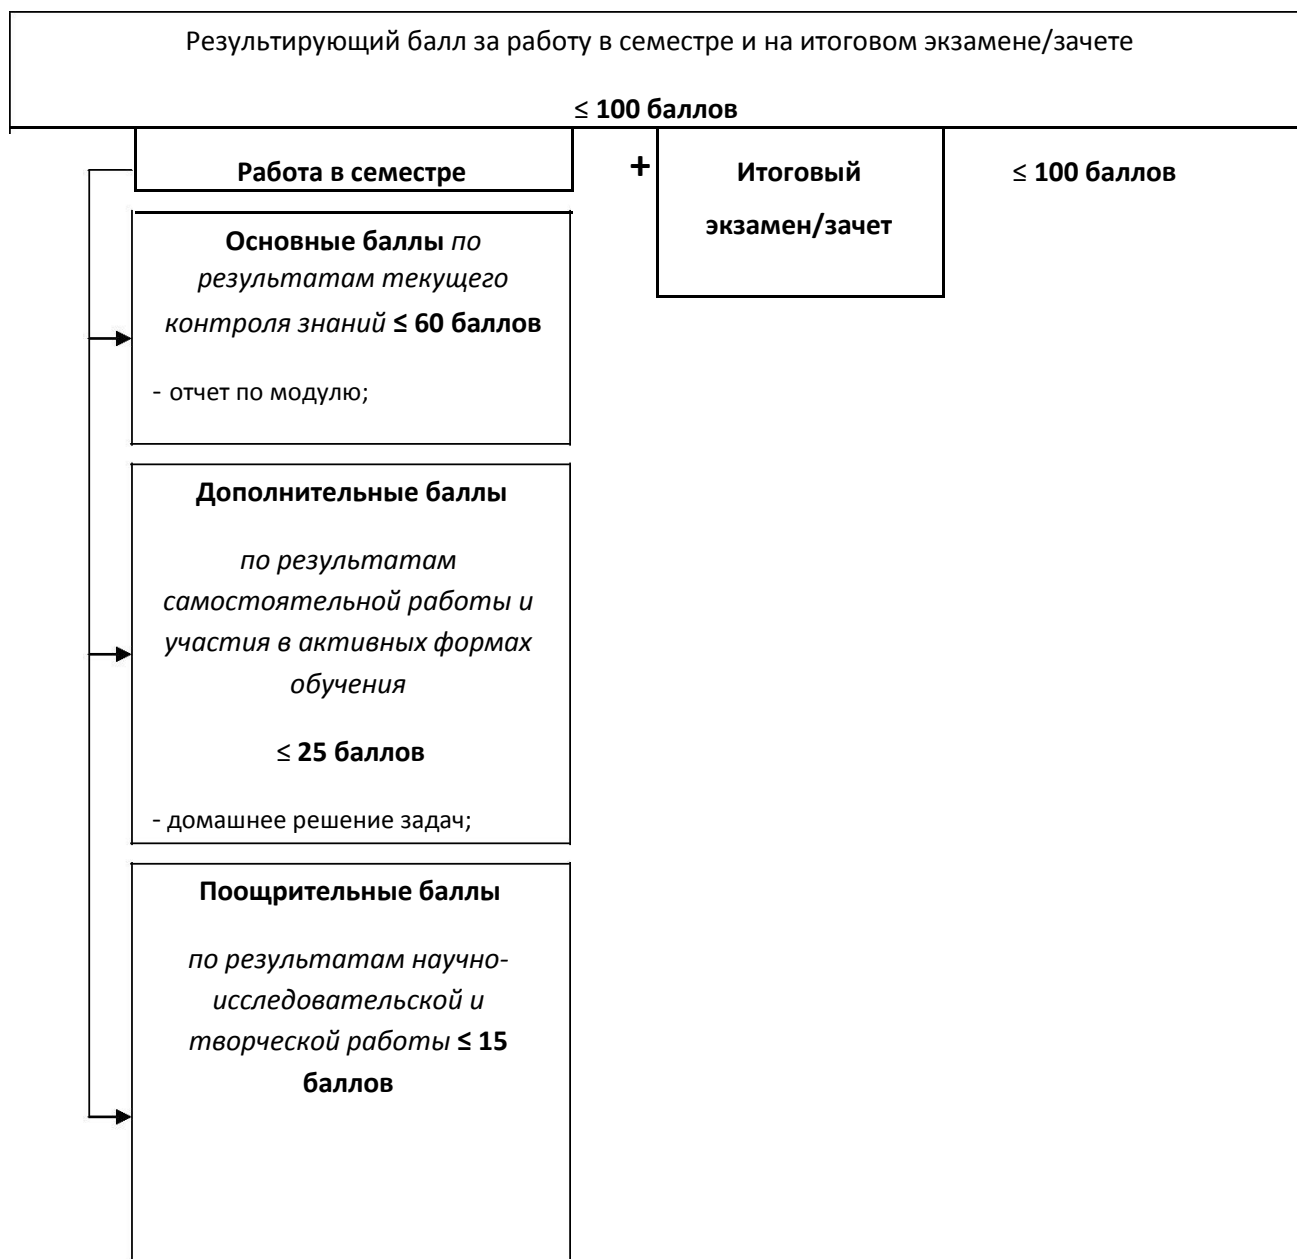 Результирующий балл за работу в семестре и на итоговом экзамене/зачете
≤ 100 баллов
Работа в семестре
+
Итоговый
экзамен/зачет
≤ 100 баллов
Основные баллы по
результатам текущего
контроля знаний ≤ 60 баллов
- отчет по модулю;
Дополнительные баллы
по результатам
самостоятельной работы и
участия в активных формах
обучения
≤ 25 баллов
- домашнее решение задач;
Поощрительные баллы
по результатам научно-
исследовательской и
творческой работы ≤ 15
баллов